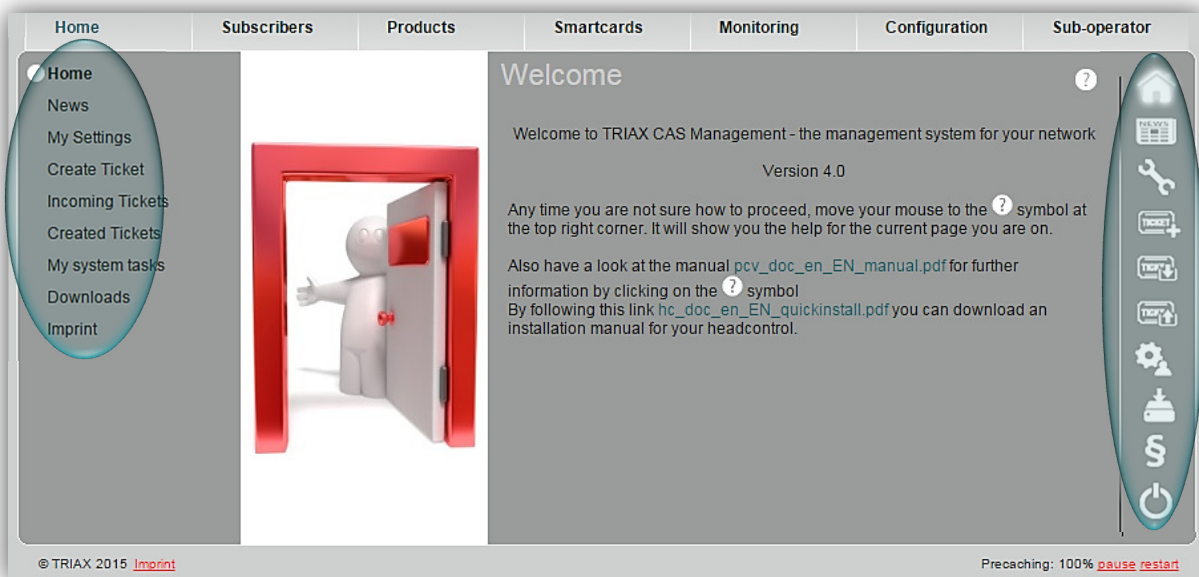 Home Subscribers Products Smartcards Monitoring Configuration Sub-operator
Home
News
My Settings
Create Ticket
Incoming Tickets
Created Tickets
My system tasks
Downloads
Imprint
Welcome ?
Welcome to TRIAX CAS Management - the management system for your network
Version 4.0
Any time you are not sure how to proceed, move your mouse to the ? symbol at
the top right corner. It will show you the help for the current page you are on.
Also have a look at the manual pcv_doc_en_EN_manual.pdf for further
information by clicking on the ? symbol
By following this link hc_doc_en_EN_quickinstall.pdf you can download an
installation manual for your headcontrol.
NEWS
TICKET
TICKET
TICKET
§
© TRIAX 2015 Imprint
Precaching: 100% pause restart